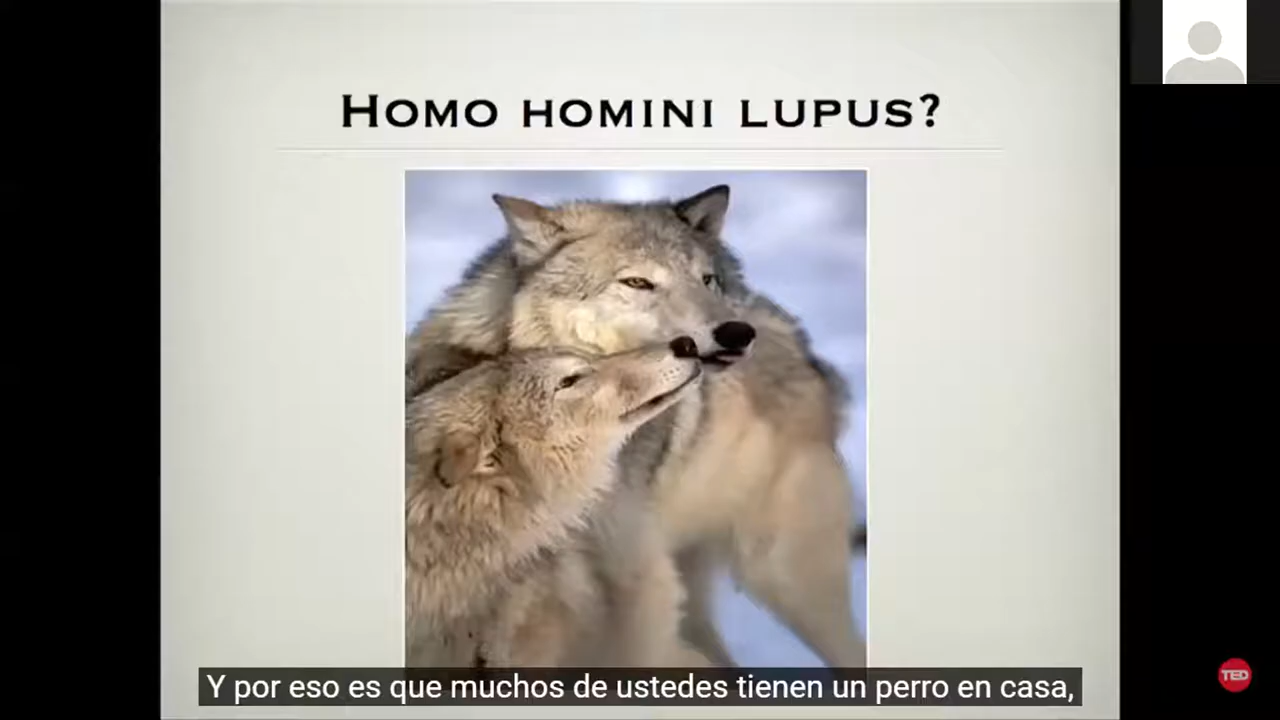 HOMO HOMINI LUPUS?
Y por eso es que muchos de ustedes tienen un perro en casa,
TED